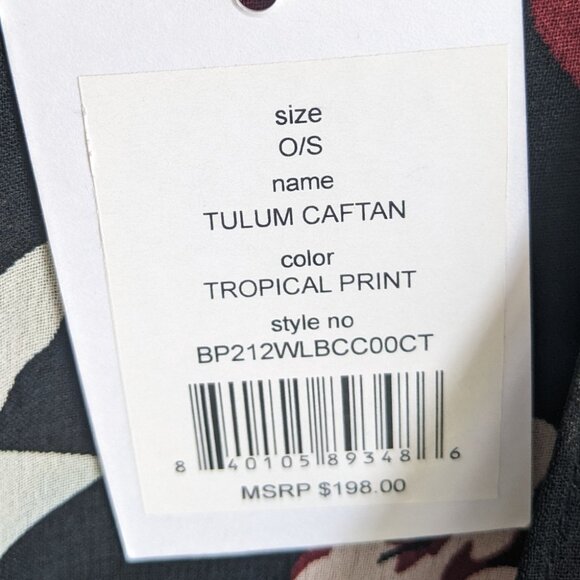 size
O/S
name
TULUM CAFTAN
color
TROPICAL PRINT
style no
BP212WLBCC00CT
8 40105 89348 6
MSRP $198.00